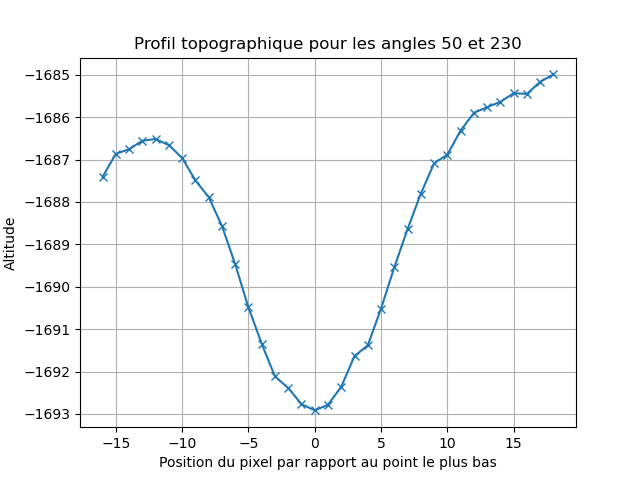 Profil topographique pour les angles 50 et 230
−1685
−1686
−1687
−1688
−1689
−1690
−1691
−1692
−1693
Altitude
−15 −10 −5 0 5 10 15
Position du pixel par rapport au point le plus bas